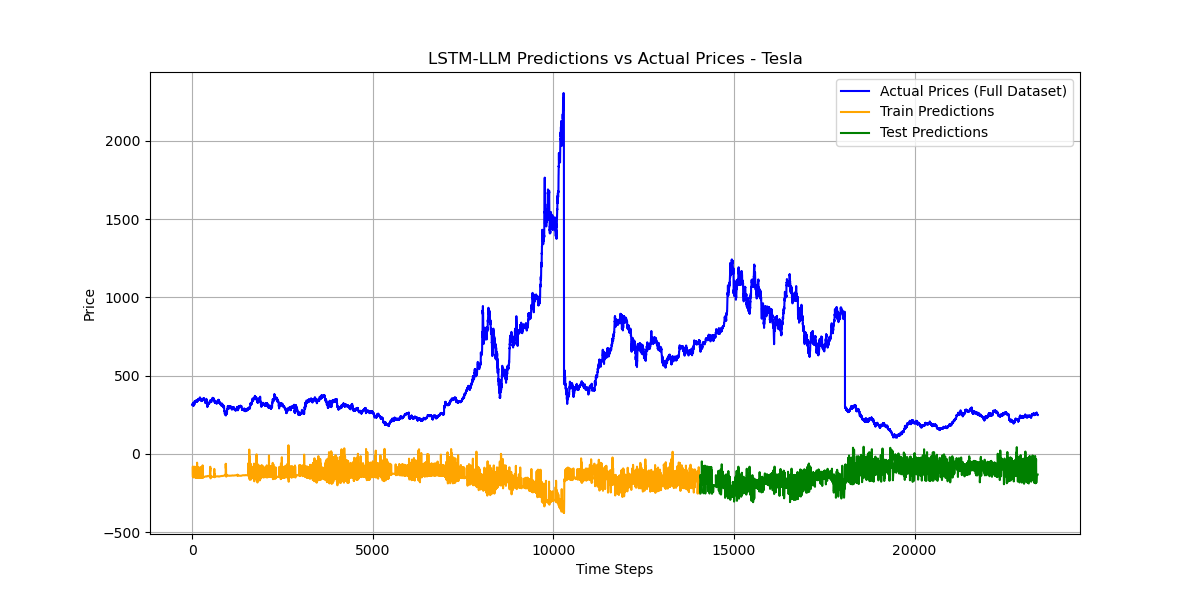 LSTM-LLM Predictions vs Actual Prices - Tesla
Actual Prices (Full Dataset)
Train Predictions
Test Predictions
Price
2000
1500
1000
500
0
−500
0
5000
10000
15000
20000
Time Steps